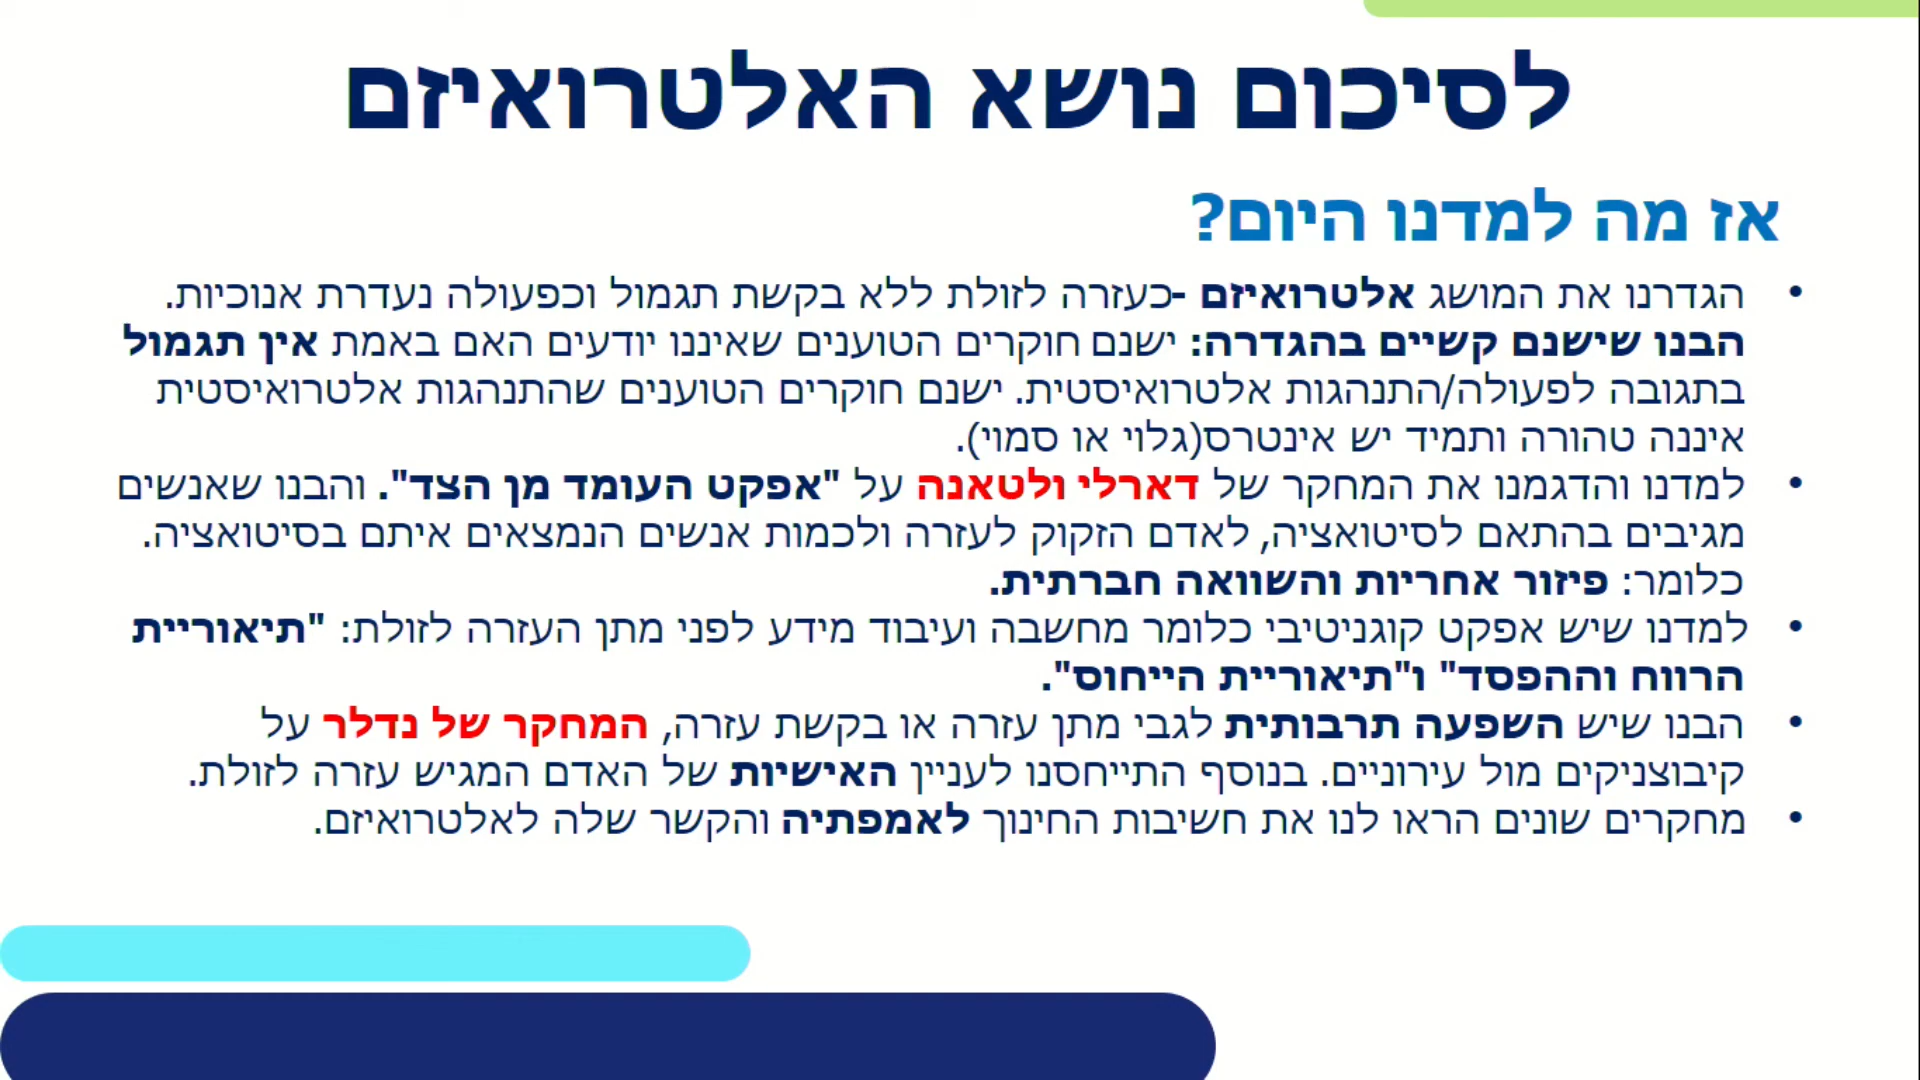 לסיכום נושא האלטרואיזם
אז מה למדנו היום?
• הגדרנו את המושג אלטרואיזם -כעזרה לזולת ללא בקשת תגמול וכפעולה נעדרת אנוכיות.
הבנו שישנם קשיים בהגדרה: ישנם חוקרים הטוענים שאיננו יודעים האם באמת אין תגמול
בתגובה לפעולה/התנהגות אלטרואיסטית. ישנם חוקרים הטוענים שהתנהגות אלטרואיסטית
איננה טהורה ותמיד יש אינטרס(גלוי או סמוי).
• למדנו והדגמנו את המחקר של דארלי ולטאנה על "אפקט העומד מן הצד". והבנו שאנשים
מגיבים בהתאם לסיטואציה, לאדם הזקוק לעזרה ולכמות אנשים הנמצאים איתם בסיטואציה.
כלומר: פיזור אחריות והשוואה חברתית.
• למדנו שיש אפקט קוגניטיבי כלומר מחשבה ועיבוד מידע לפני מתן העזרה לזולת: "תיאוריית
הרווח וההפסד" ו"תיאוריית הייחוס".
• הבנו שיש השפעה תרבותית לגבי מתן עזרה או בקשת עזרה, המחקר של נדלר על
קיבוצניקים מול עירוניים. בנוסף התייחסנו לעניין האישיות של האדם המגיש עזרה לזולת.
• מחקרים שונים הראו לנו את חשיבות החינוך לאמפתיה והקשר שלה לאלטרואיזם.